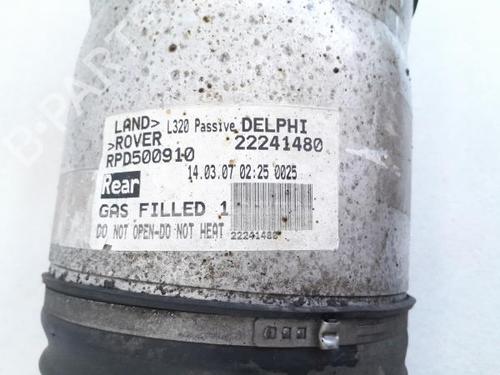 LAND> L320 Passive DELPHI
>ROVER 22241480
RPD500910
Rear 14.03.07 02:25 0025
GAS FILLED 1
DO NOT OPEN-DO NOT HEAT 22241480
B-PARTS